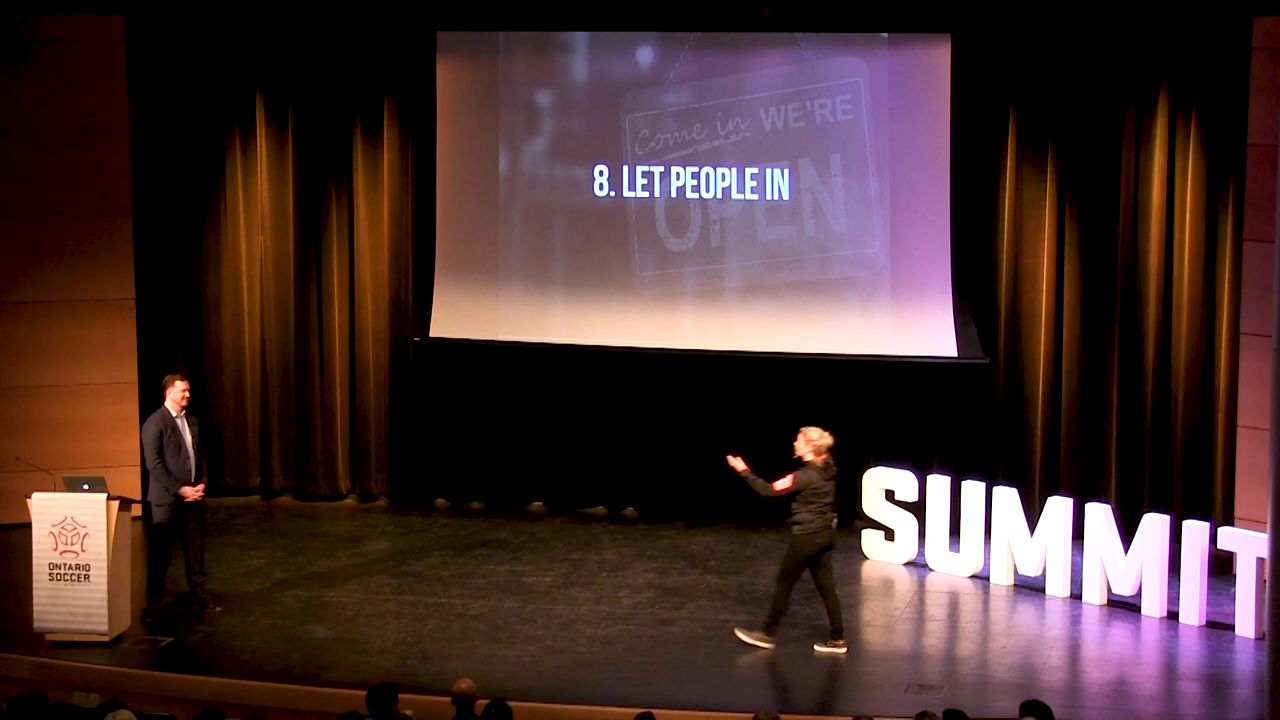 Come in WE'RE
OPEN
8. LET PEOPLE IN
SUMMIT
ONTARIO
SOCCER